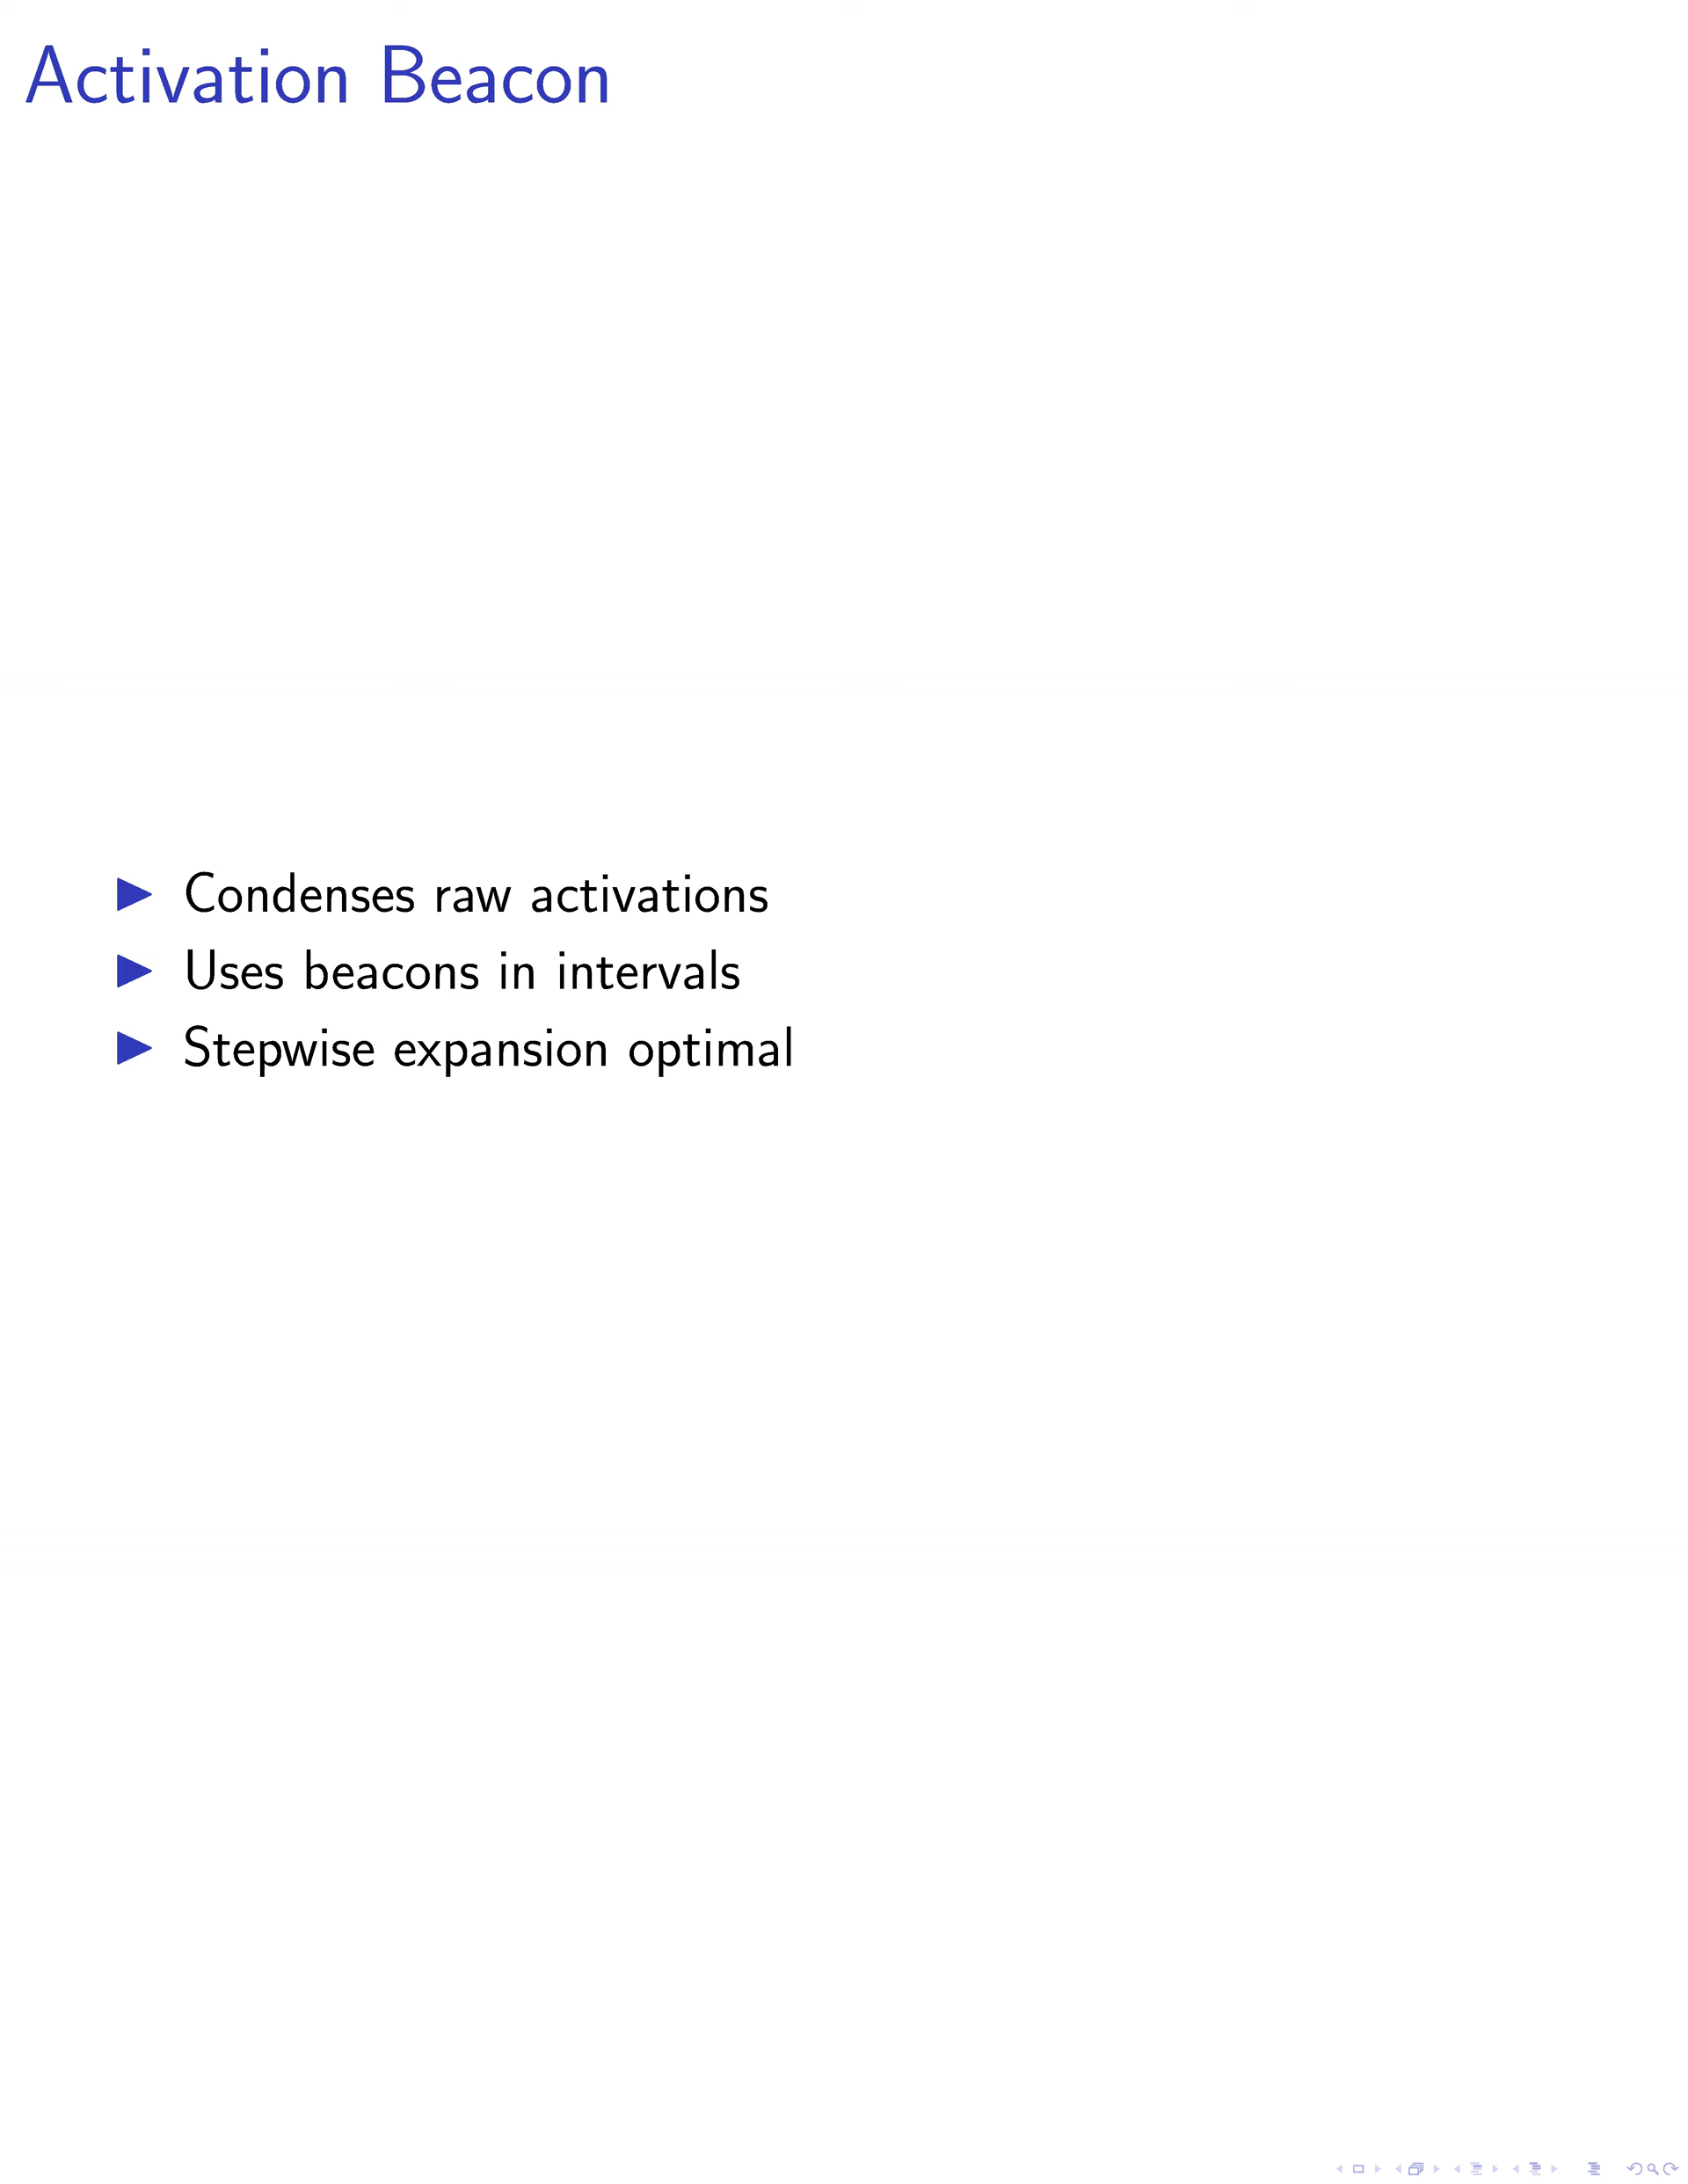 Activation Beacon
Condenses raw activations
Uses beacons in intervals
Stepwise expansion optimal